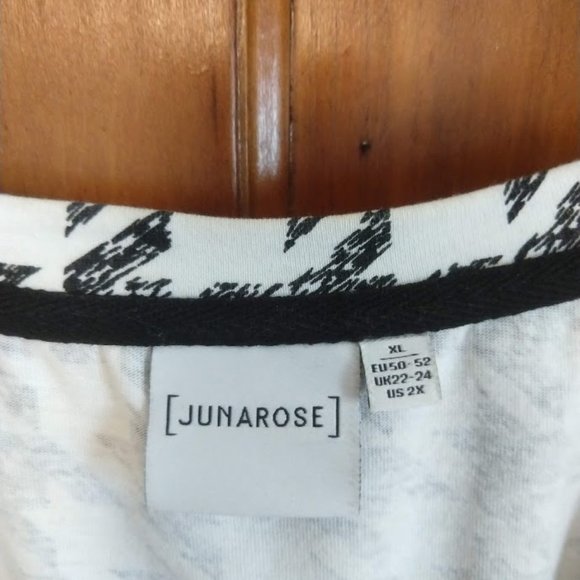 [JUNAROSE]
XL
EU50-52
UK22-24
US 2X